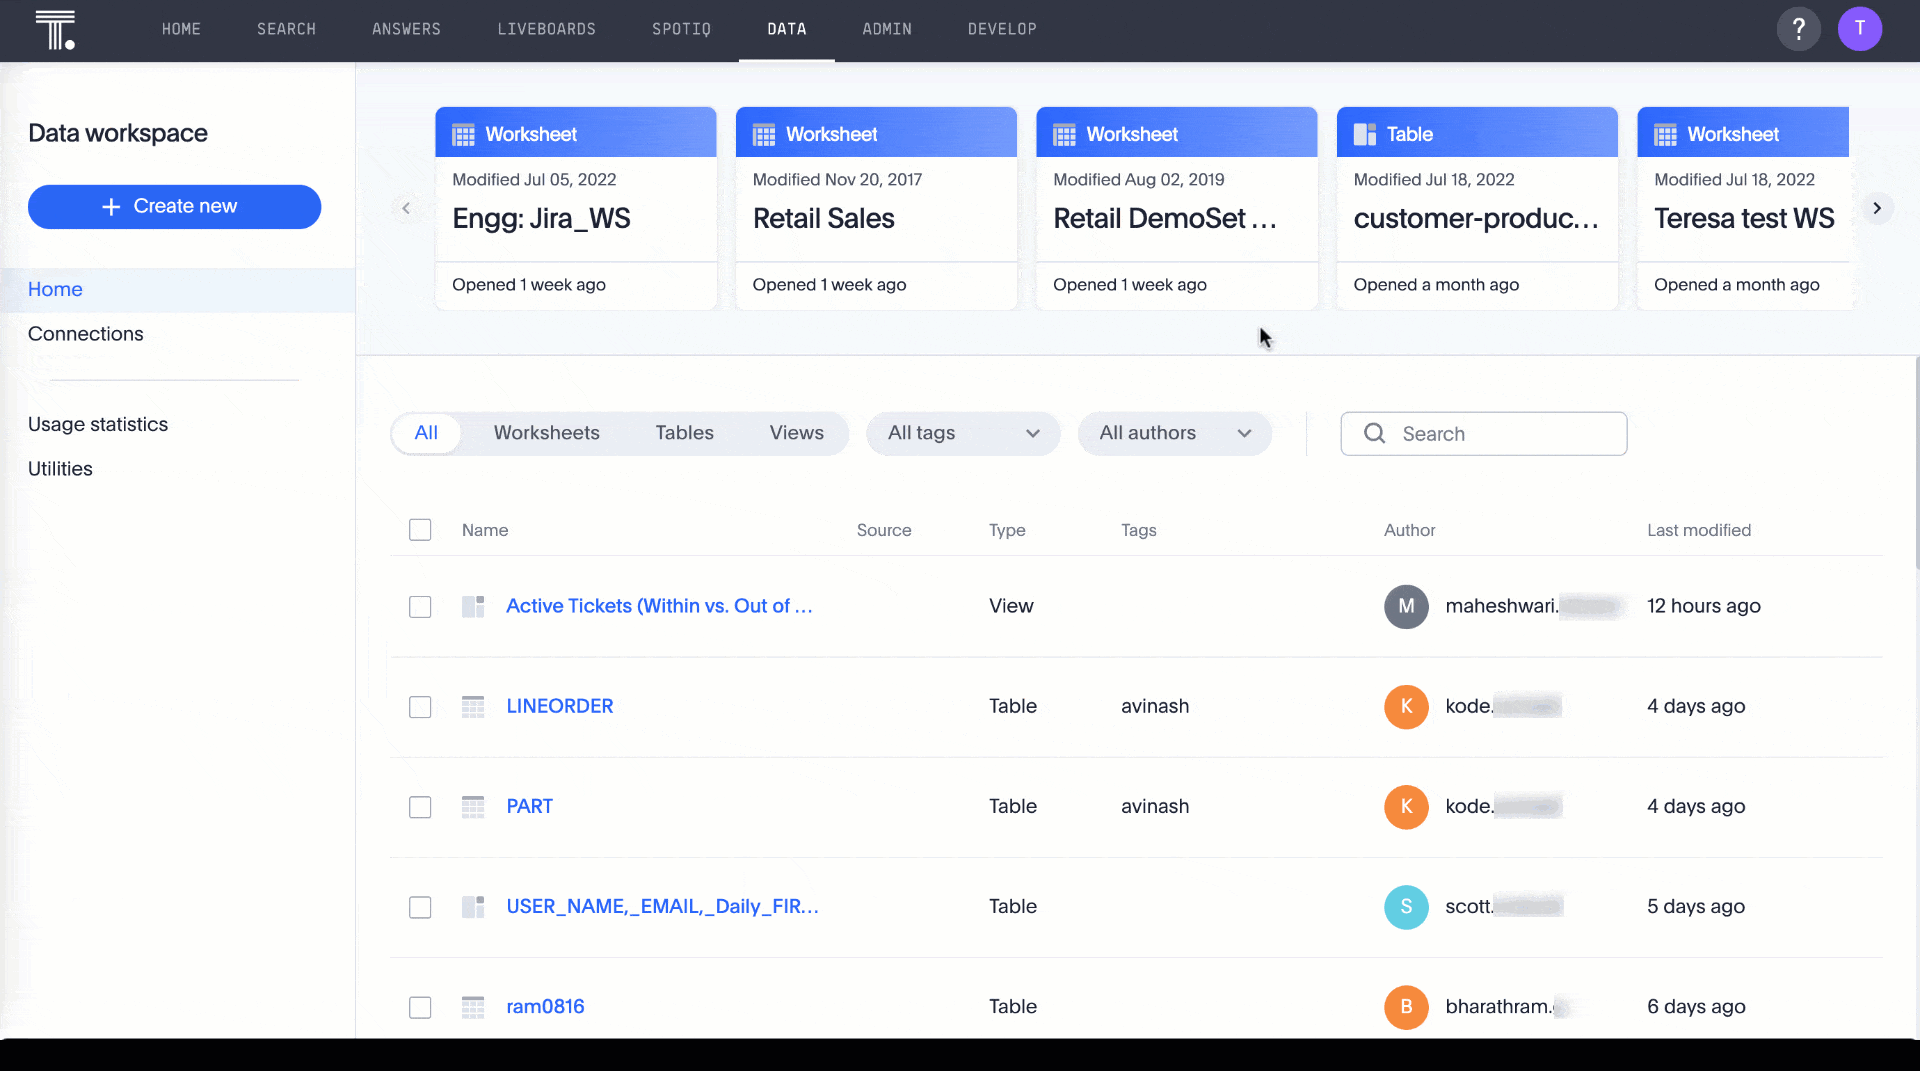 T.
HOME SEARCH ANSWERS LIVEBOARDS SPOTIQ DATA ADMIN DEVELOP ? T
Data workspace
+ Create new
Home
Connections
Usage statistics
Utilities
Worksheet
Modified Jul 05, 2022
Engg: Jira_WS
Opened 1 week ago
Worksheet
Modified Nov 20, 2017
Retail Sales
Opened 1 week ago
Worksheet
Modified Aug 02, 2019
Retail DemoSet ...
Opened 1 week ago
Table
Modified Jul 18, 2022
customer-produc...
Opened a month ago
Worksheet
Modified Jul 18, 2022
Teresa test WS
Opened a month ago
All Worksheets Tables Views All tags All authors Search
Name Source Type Tags Author Last modified
Active Tickets (Within vs. Out of ... View M maheshwari. 12 hours ago
LINEORDER Table avinash K kode. 4 days ago
PART Table avinash K kode. 4 days ago
USER_NAME,_EMAIL,_Daily_FIR... Table S scott. 5 days ago
ram0816 Table B bharathram. 6 days ago